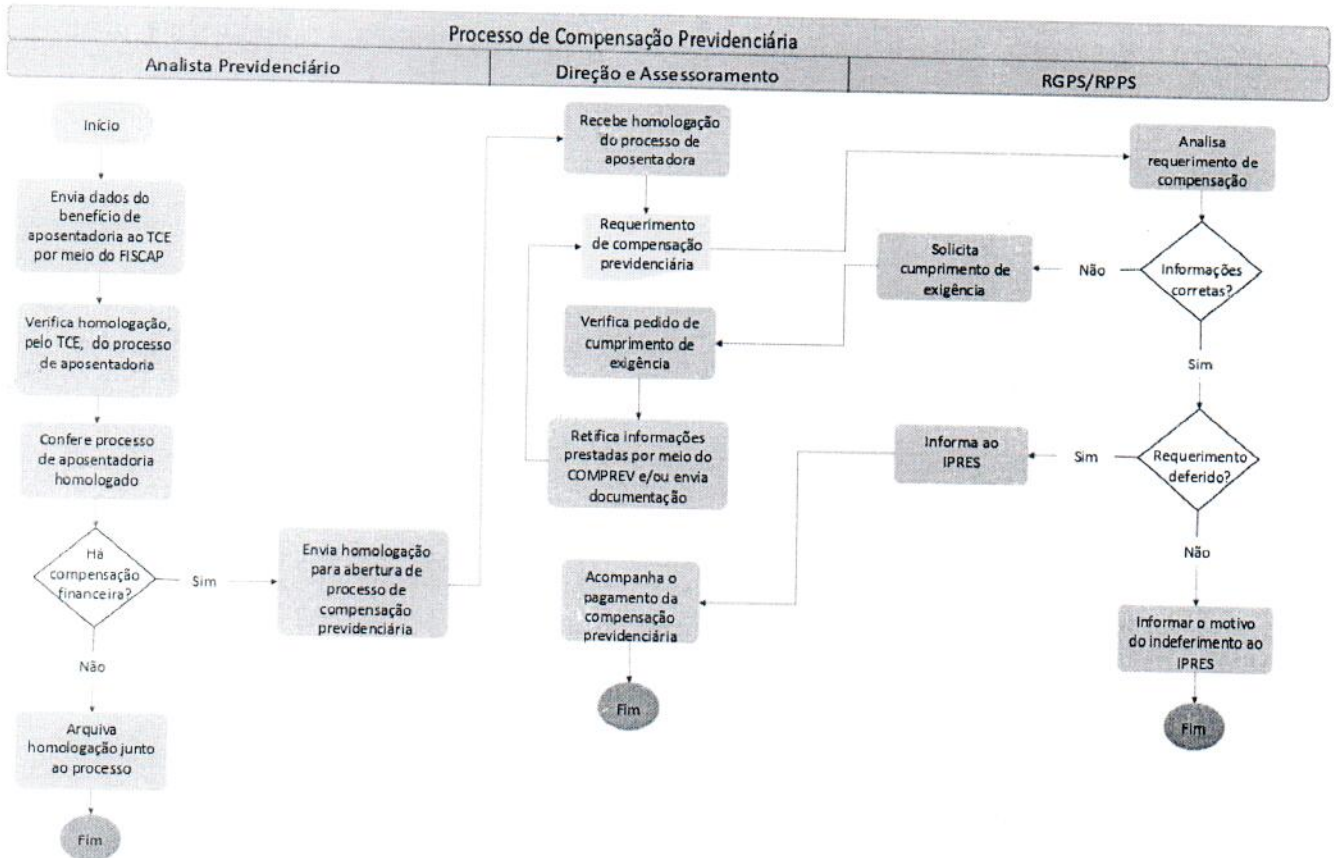 Processo de Compensação Previdenciária
Analista Previdenciário
Direção e Assessoramento
RGPS/RPPS
Início
Envia dados do
benefício de
aposentadoria ao TCE
por meio do FISCAP
Verifica homologação,
pelo TCE, do processo
de aposentadoria
Confere processo
de aposentadoria
homologado
Há
compensação
financeira?
Sim
Não
Arquiva
homologação junto
ao processo
Fim
Envia homologação
para abertura de
processo de
compensação
previdenciária
Recebe homologação
do processo de
aposentadora
Requerimento
de compensação
previdenciária
Verifica pedido de
cumprimento de
exigência
Retifica informações
prestadas por meio do
COMPREV e/ou envia
documentação
Acompanha o
pagamento da
compensação
previdenciária
Fim
Analisa
requerimento de
compensação
Informações
corretas?
Não
Solicita
cumprimento de
exigência
Sim
Requerimento
deferido?
Sim
Informa ao
IPRES
Não
Informar o motivo
do indeferimento ao
IPRES
Fim